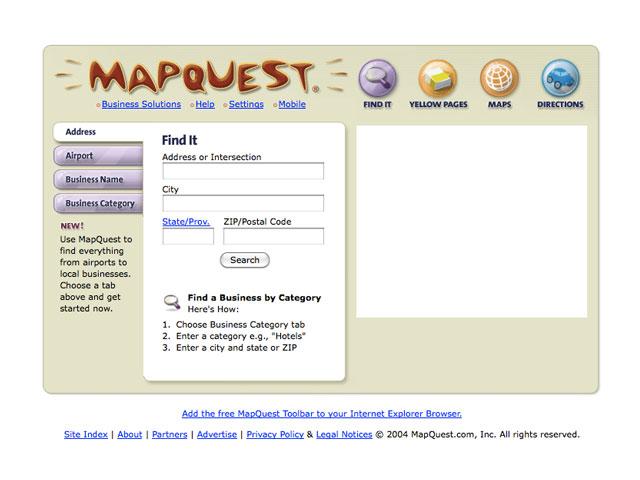 MAPQUEST®
Business Solutions Help Settings Mobile
FIND IT YELLOW PAGES MAPS DIRECTIONS
Address
Airport
Business Name
Business Category
NEW!
Use MapQuest to
find everything
from airports to
local businesses.
Choose a tab
above and get
started now.
Find It
Address or Intersection
City
State/Prov. ZIP/Postal Code
Search
Find a Business by Category
Here's How:
1. Choose Business Category tab
2. Enter a category e.g., "Hotels"
3. Enter a city and state or ZIP
Add the free MapQuest Toolbar to your Internet Explorer Browser.
Site Index | About | Partners | Advertise | Privacy Policy & Legal Notices © 2004 MapQuest.com, Inc. All rights reserved.